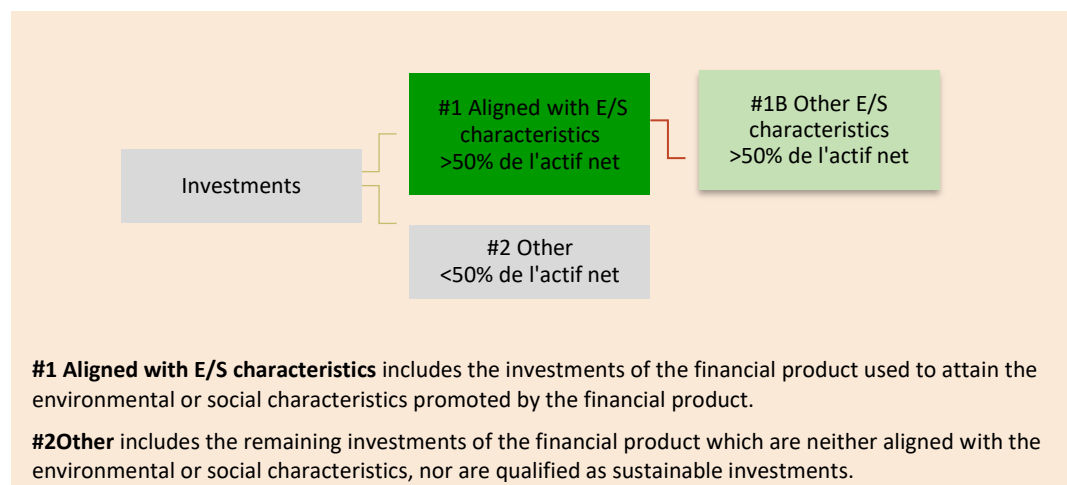 Investments
#1 Aligned with E/S
characteristics
>50% de l'actif net
#1B Other E/S
characteristics
>50% de l'actif net
#2 Other
<50% de l'actif net
#1 Aligned with E/S characteristics includes the investments of the financial product used to attain the
environmental or social characteristics promoted by the financial product.
#2Other includes the remaining investments of the financial product which are neither aligned with the
environmental or social characteristics, nor are qualified as sustainable investments.